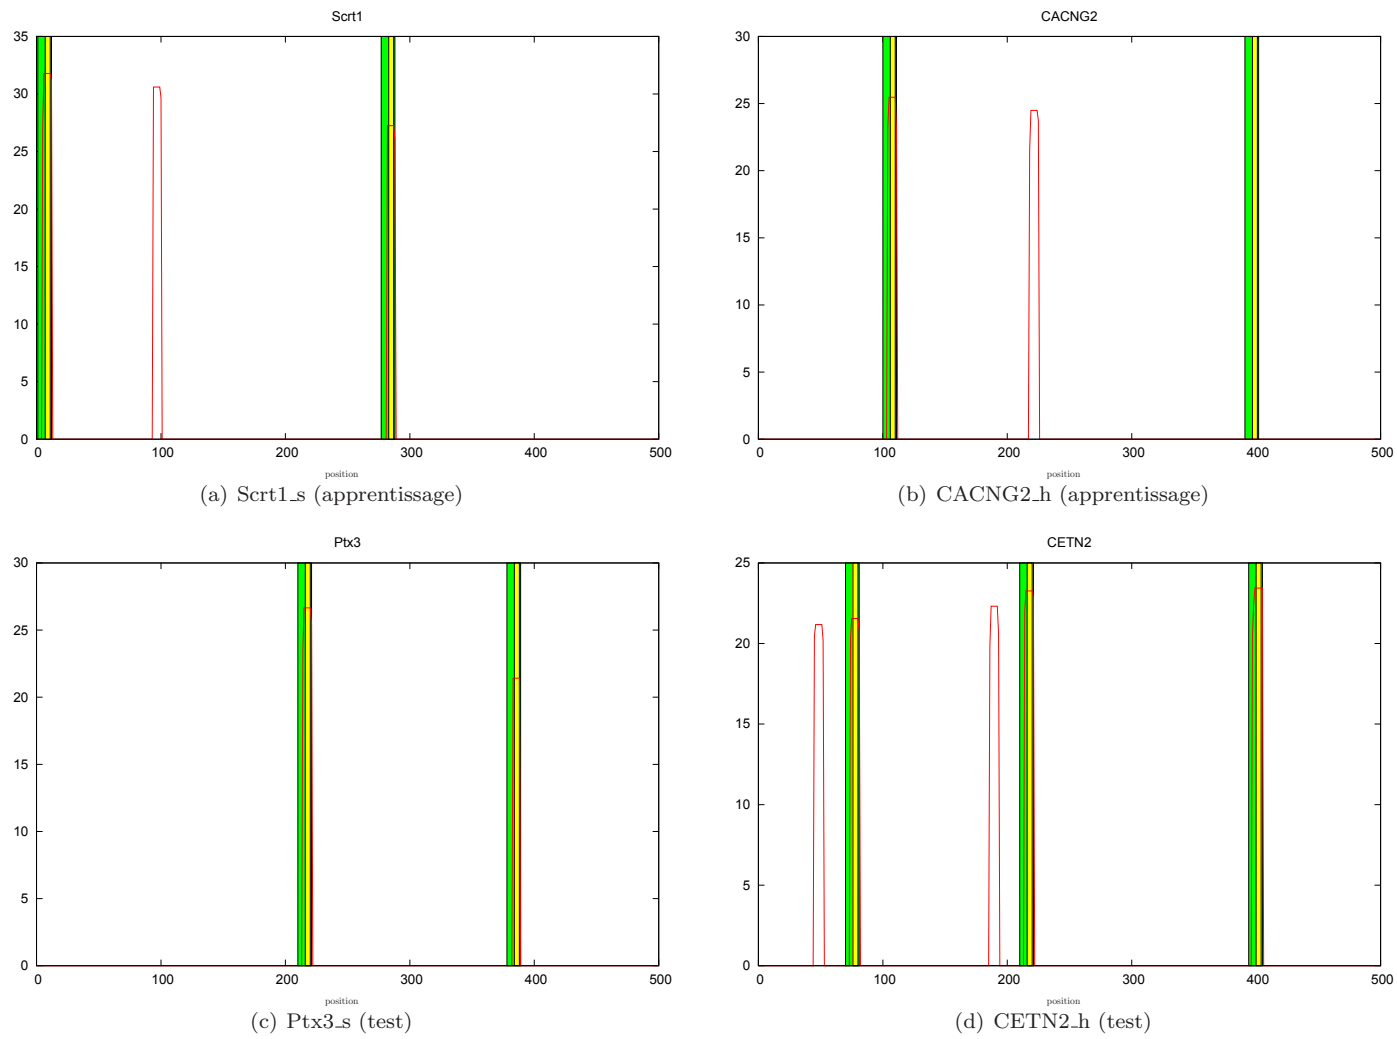 Scrt1
35
30
25
20
15
10
5
0
0 100 200 300 400 500
position
(a) Scrt1_s (apprentissage)
CACNG2
30
25
20
15
10
5
0
0 100 200 300 400 500
position
(b) CACNG2_h (apprentissage)
Ptx3
30
25
20
15
10
5
0
0 100 200 300 400 500
position
(c) Ptx3_s (test)
CETN2
25
20
15
10
5
0
0 100 200 300 400 500
position
(d) CETN2_h (test)